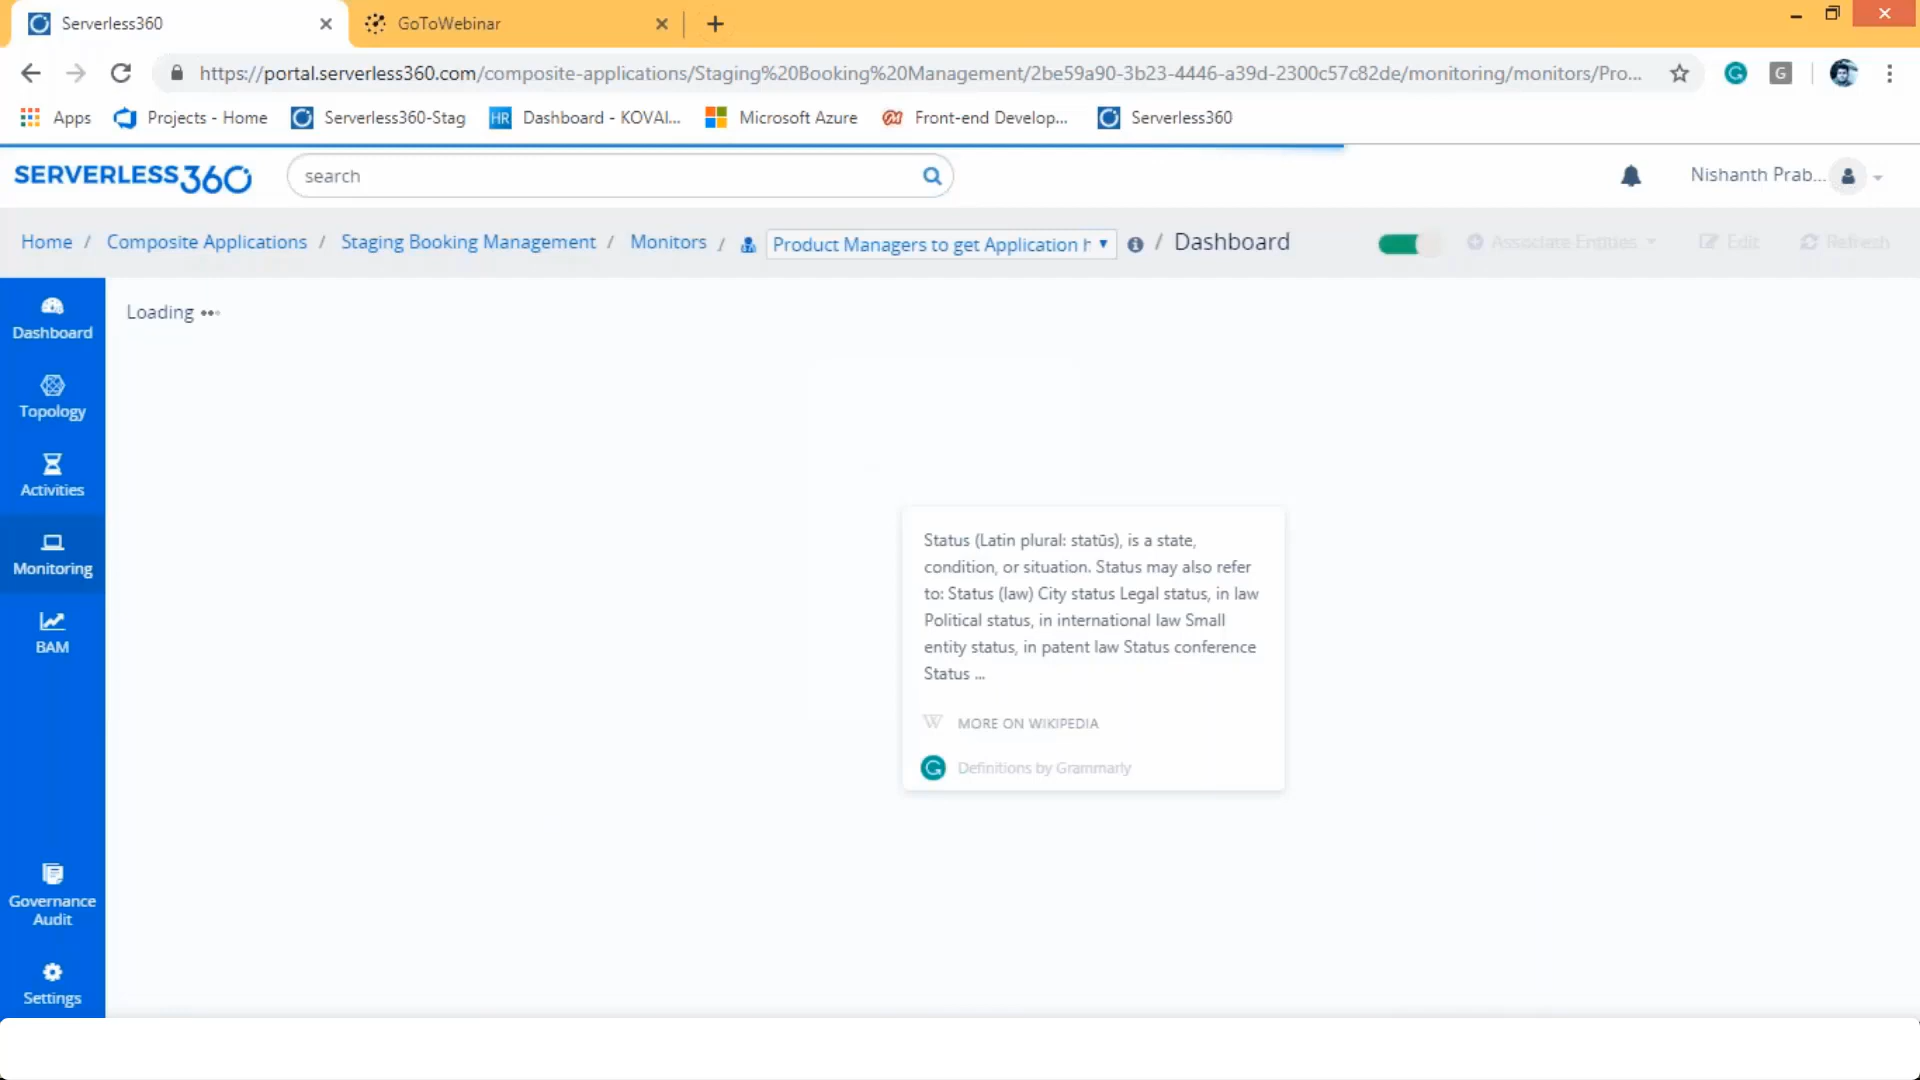 Serverless360
GoToWebinar
https://portal.serverless360.com/composite-applications/Staging%20Booking%20Management/2be59a90-3b23-4446-a39d-2300c57c82de/monitoring/monitors/Pro...
G
Apps
Projects - Home
Serverless360-Stag
HR Dashboard - KOVAI...
Microsoft Azure
Front-end Develop...
Serverless360
SERVERLESS360
search
Nishanth Prab...
Home / Composite Applications / Staging Booking Management / Monitors / Product Managers to get Application h / Dashboard
Associate Entities
Edit
Refresh
Dashboard
Topology
Activities
Monitoring
BAM
Governance
Audit
Settings
Loading
Status (Latin plural: statūs), is a state,
condition, or situation. Status may also refer
to: Status (law) City status Legal status, in law
Political status, in international law Small
entity status, in patent law Status conference
Status ...
W MORE ON WIKIPEDIA
Definitions by Grammarly